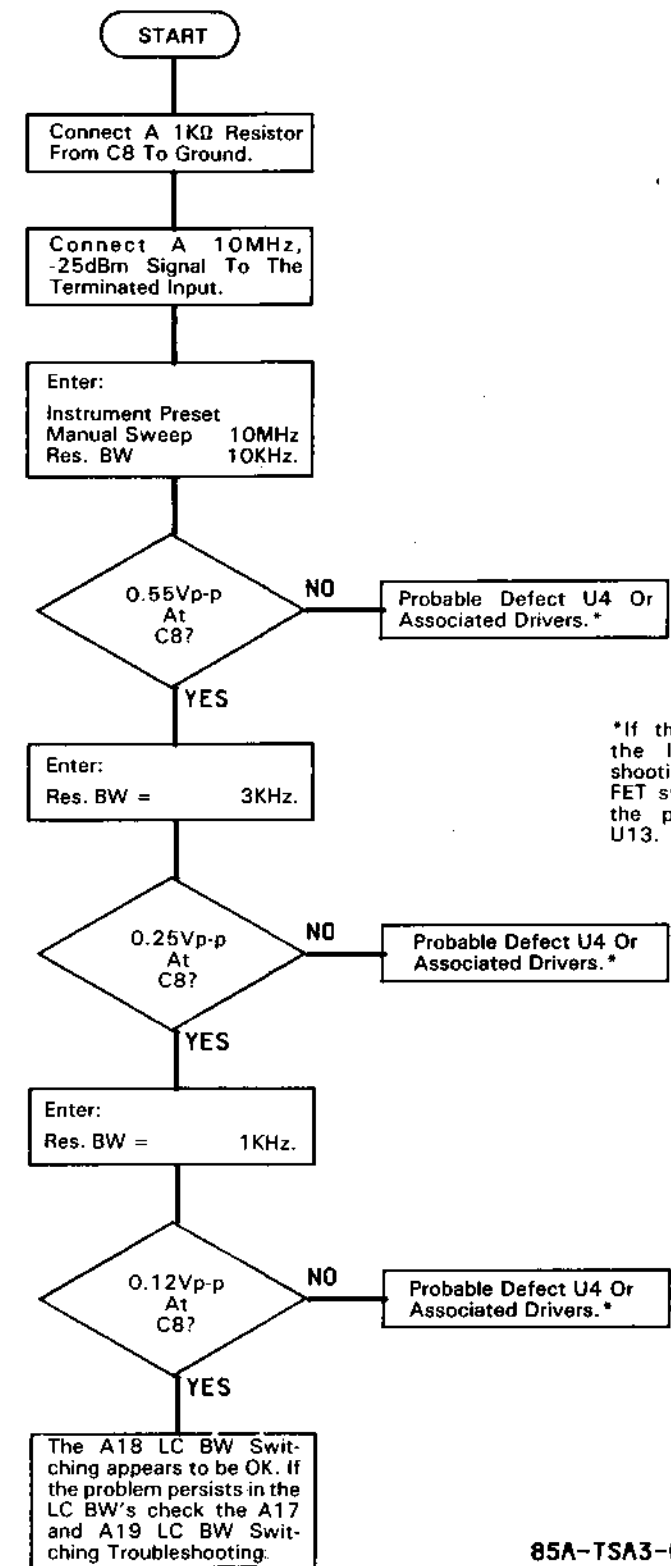 START
Connect A 1KΩ Resistor
From C8 To Ground.
Connect A 10MHz,
-25dBm Signal To The
Terminated Input.
Enter:
Instrument Preset
Manual Sweep 10MHz
Res. BW 10KHz.
0.55Vp-p
At
C8?
NO
Probable Defect U4 Or
Associated Drivers.*
YES
*If th
the
shooti
FET s
the p
U13.
Enter:
Res. BW = 3KHz.
0.25Vp-p
At
C8?
NO
Probable Defect U4 Or
Associated Drivers.*
YES
Enter:
Res. BW = 1KHz.
0.12Vp-p
At
C8?
NO
Probable Defect U4 Or
Associated Drivers.*
YES
The A18 LC BW Swit-
ching appears to be OK. If
the problem persists in the
LC BW's check the A17
and A19 LC BW Swit-
ching Troubleshooting.
85A-TSA3-